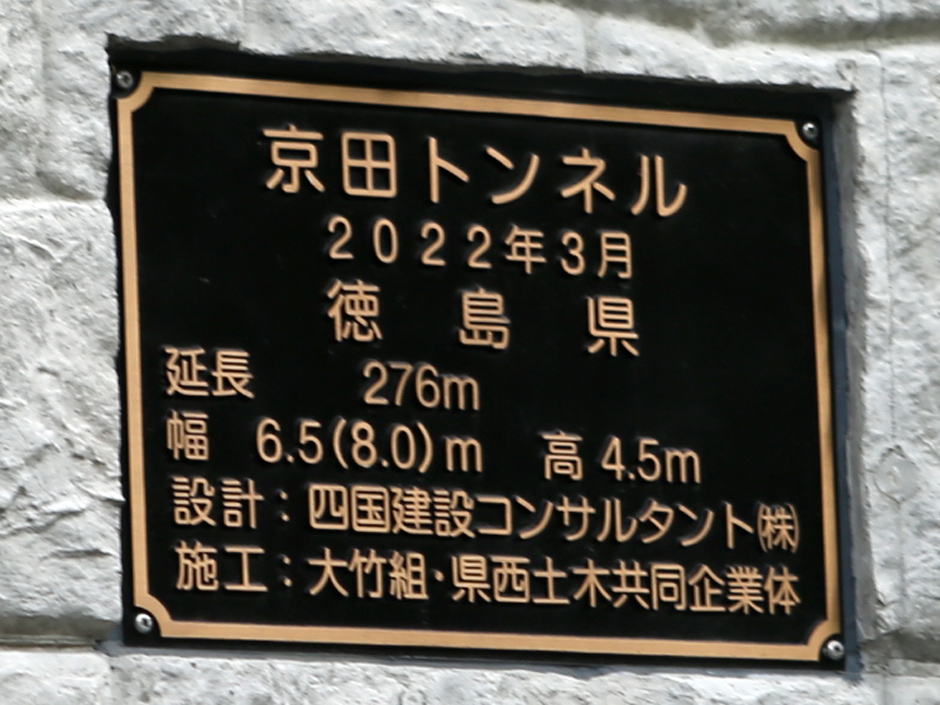 京田トンネル
２０２２年３月
徳島県
延長 276m
幅 6.5(8.0)m 高 4.5m
設計：四国建設コンサルタント㈱
施工：大竹組・県西土木共同企業体